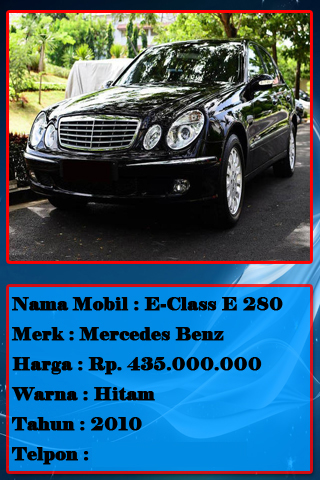 Nama Mobil : E-Class E 280
Merk : Mercedes Benz
Harga : Rp. 435.000.000
Warna : Hitam
Tahun : 2010
Telpon :